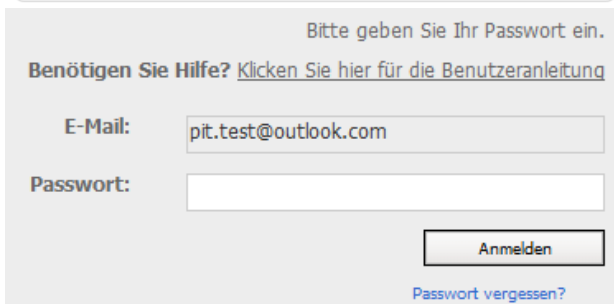 Bitte geben Sie Ihr Passwort ein.
Benötigen Sie Hilfe? Klicken Sie hier für die Benutzeranleitung
E-Mail: pit.test@outlook.com
Passwort:
Anmelden
Passwort vergessen?